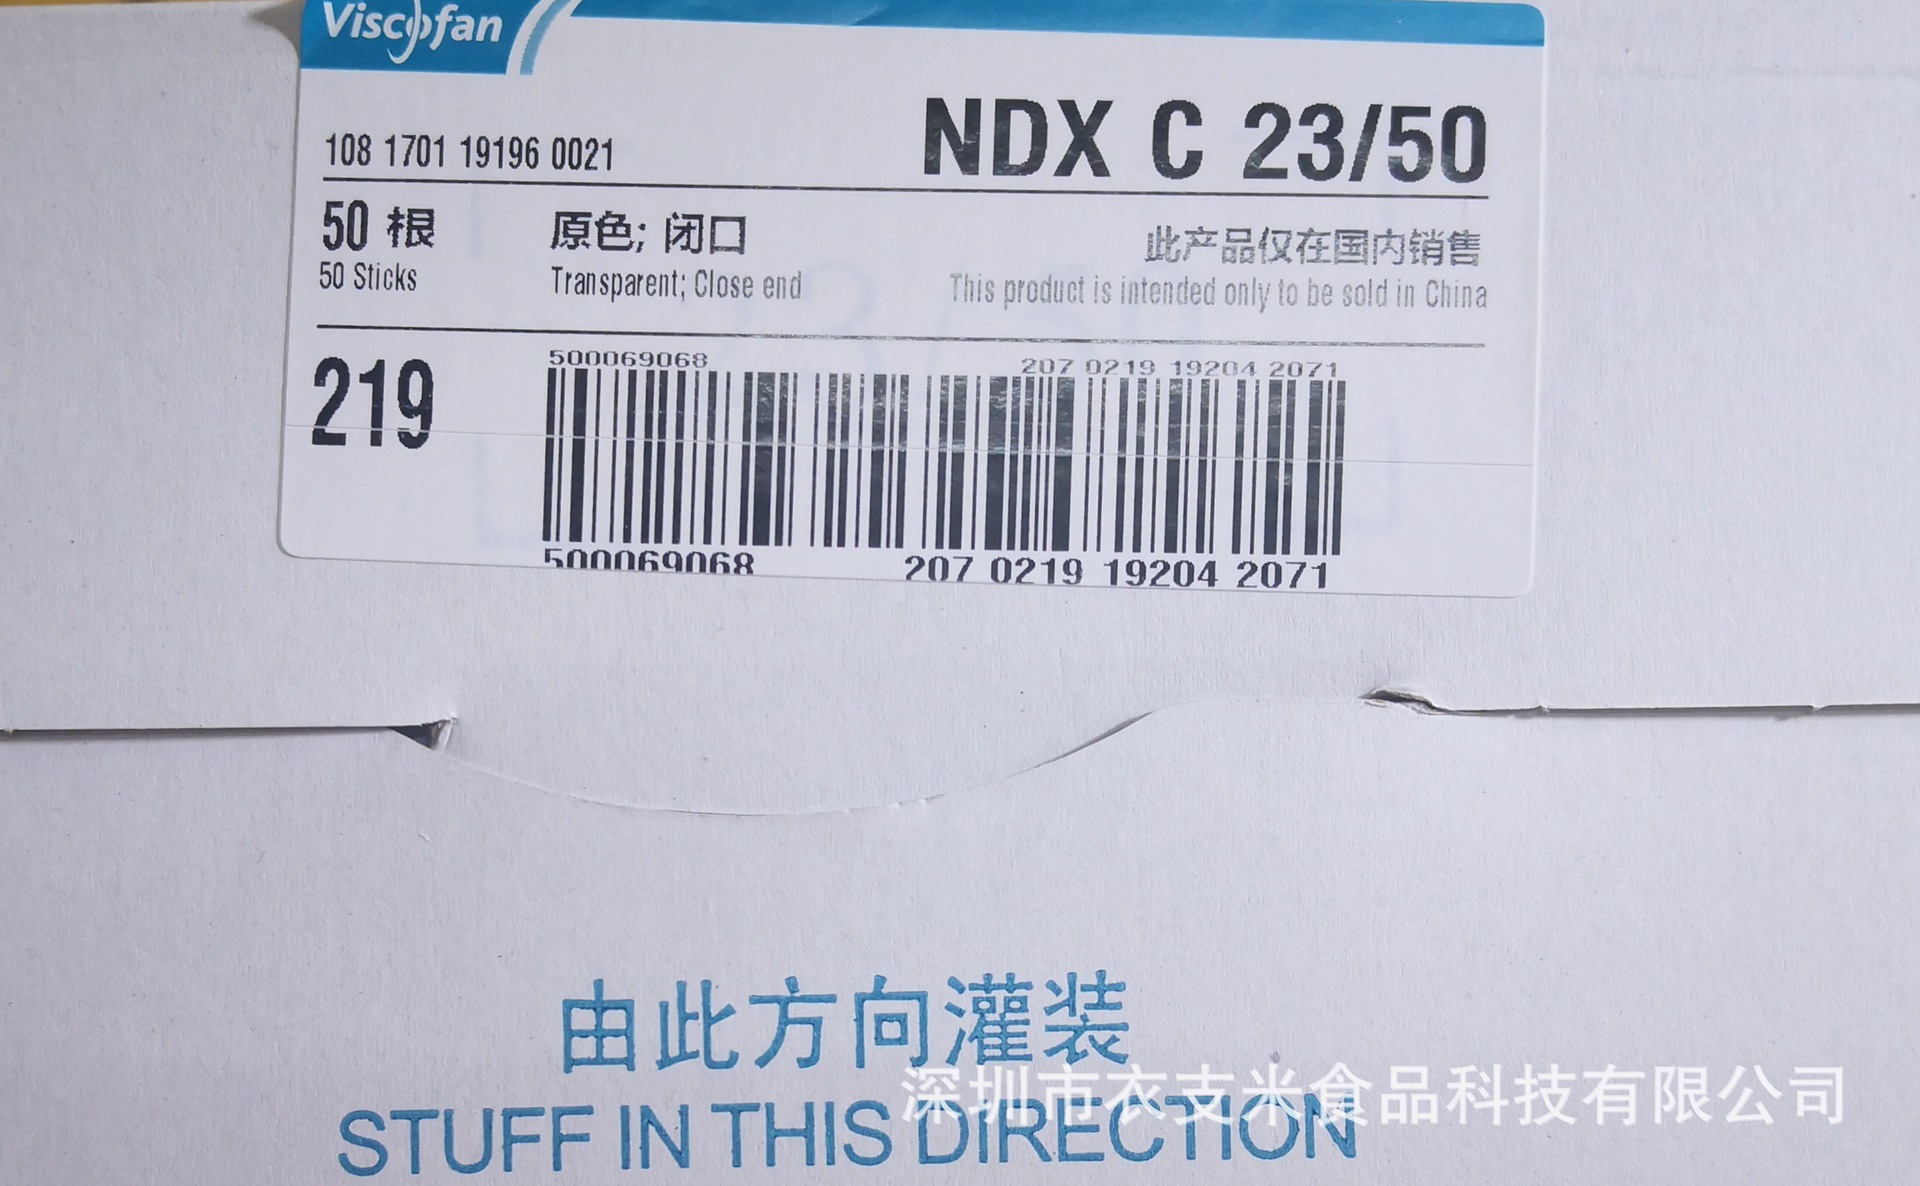 Viscofan
108 1701 19196 0021
NDX C 23/50
50 根
50 Sticks
原色; 闭口
Transparent; Close end
此产品仅在国内销售
This product is intended only to be sold in China
219
500069068
207 0219 19204 2071
500069068
207 0219 19204 2071
由此方向灌装
深圳市衣支米食品科技有限公司
STUFF IN THIS DIRECTION